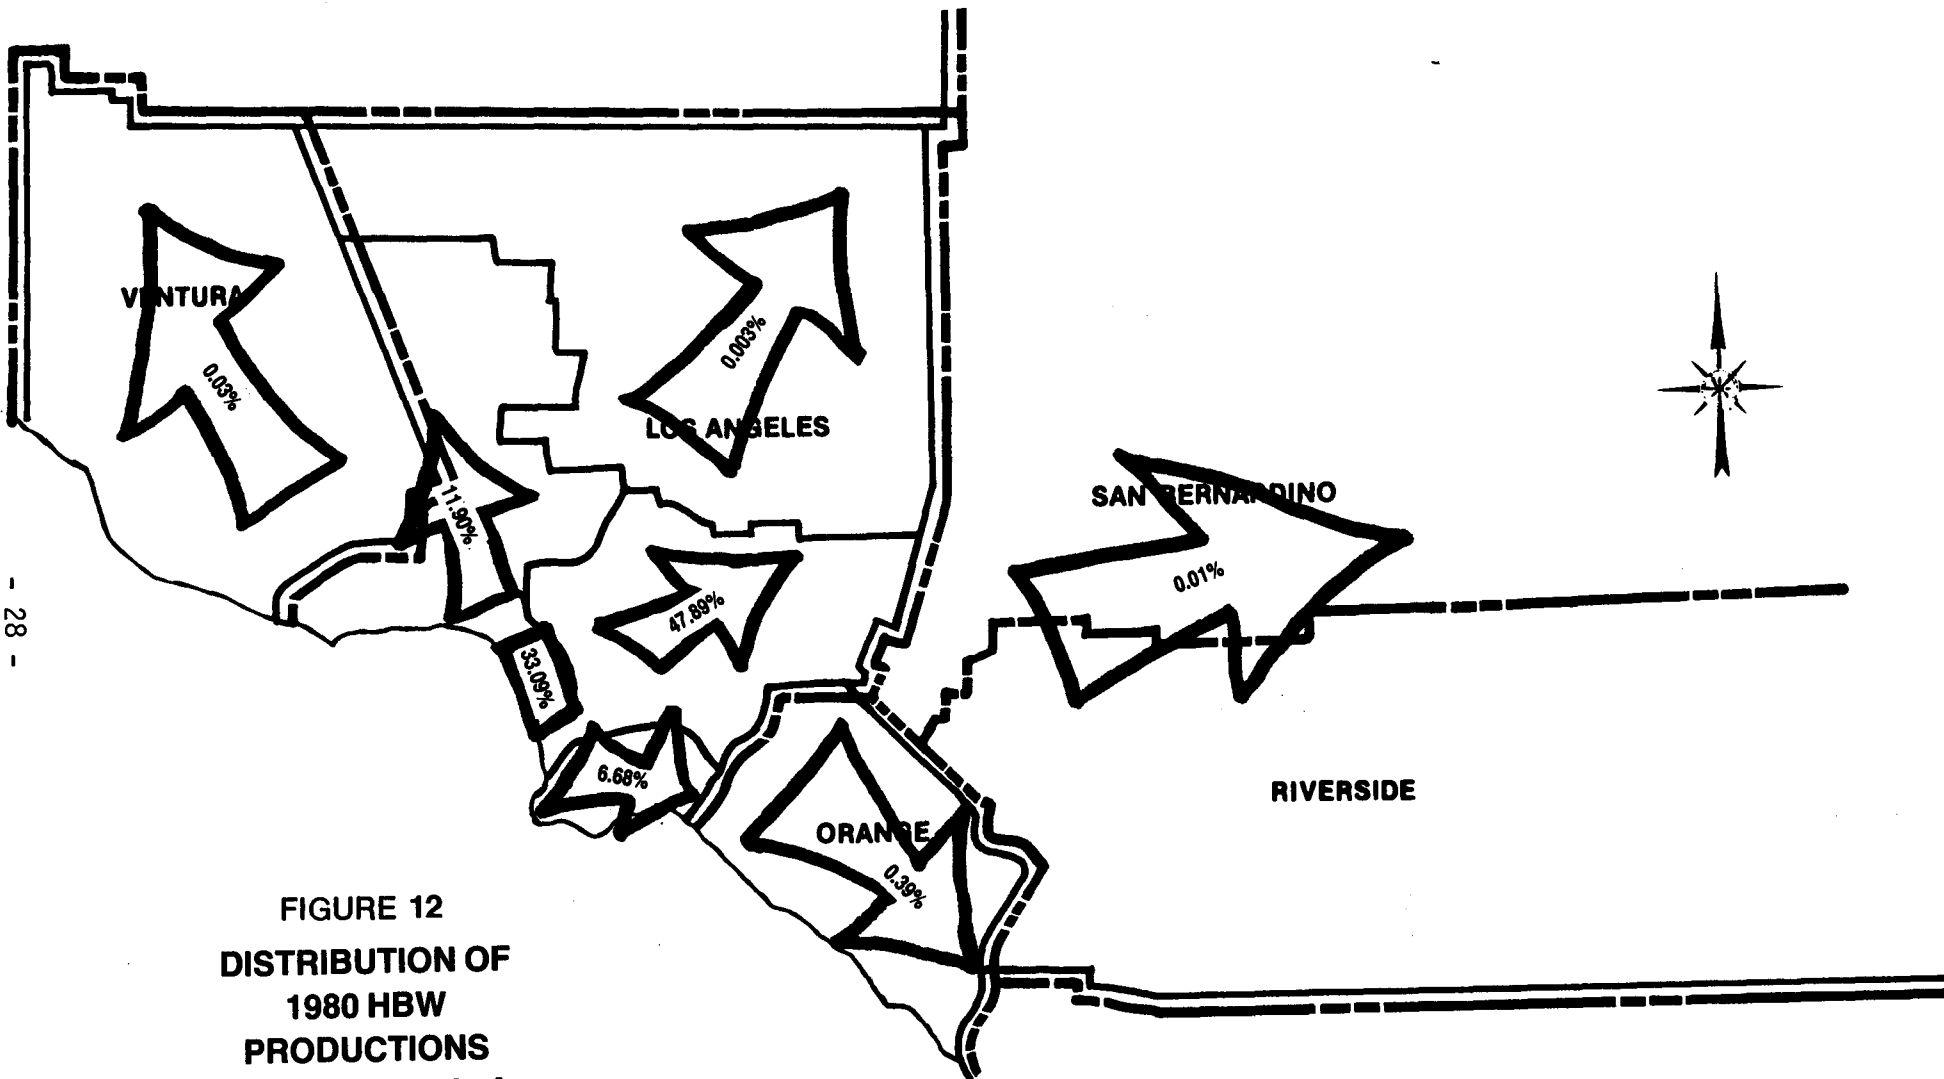 VENTURA
0.03%
0.003%
LOS ANGELES
11.90%
SAN BERNARDINO
0.01%
47.89%
33.09%
6.68%
RIVERSIDE
ORANGE
0.39%
- 28 -
FIGURE 12
DISTRIBUTION OF
1980 HBW
PRODUCTIONS